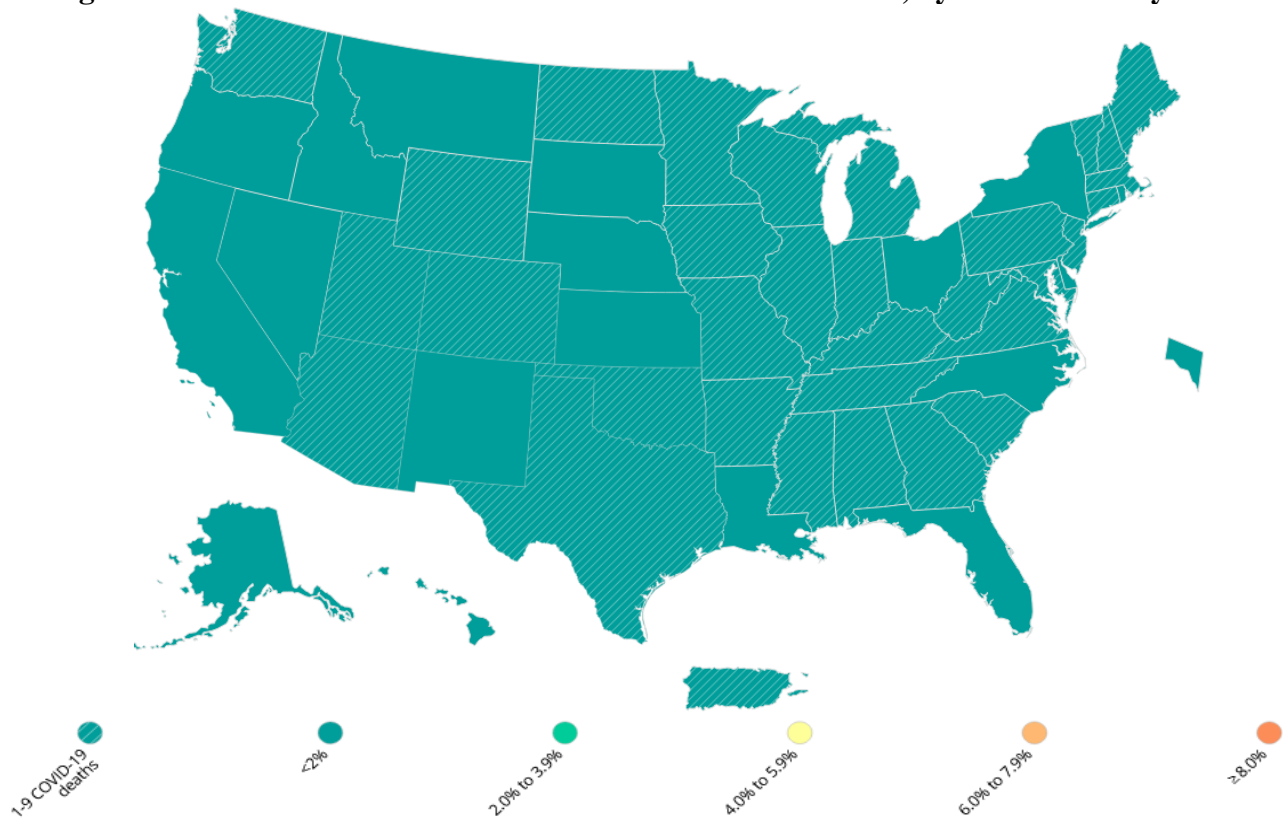 1-9 COVID-19
deaths
<2%
2.0% to 3.9%
4.0% to 5.9%
6.0% to 7.9%
≥8.0%